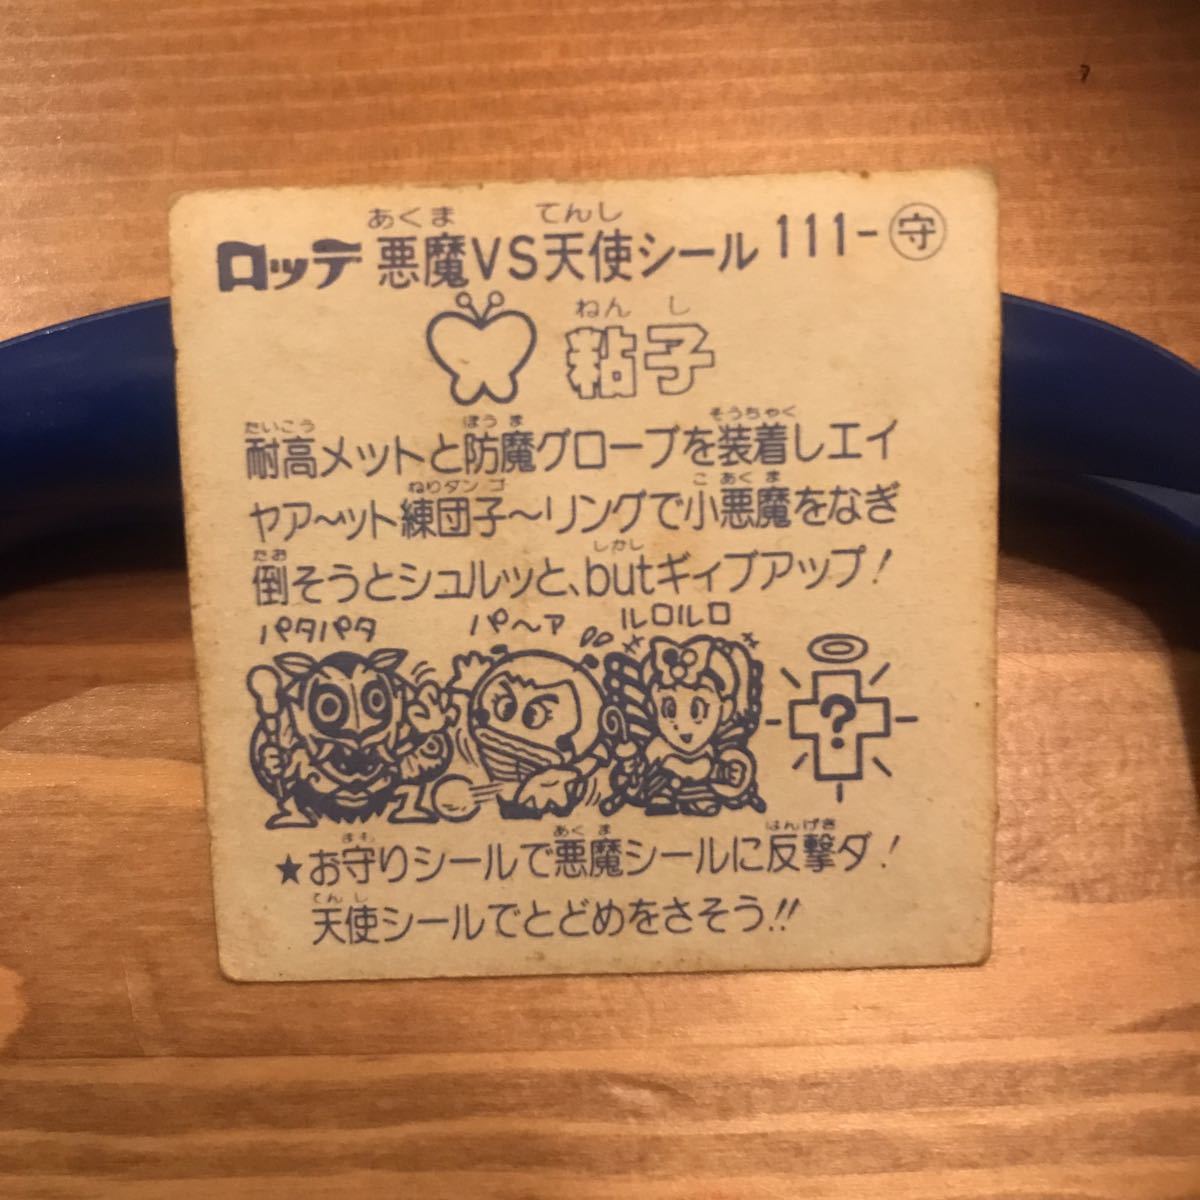 ロッテ 悪魔VS天使シール 111-守
あくま てんし
粘子
ねん し
耐高メットと防魔グローブを装着しエイ
たいこう ぼう ま そうちゃく
ヤア〜ット練団子〜リングで小悪魔をなぎ
ねりダンゴ こ あく ま
倒そうとシュルッと、butギィブアップ!
たお しかし
パタパタ パ〜ア ルロルロ
?
★お守りシールで悪魔シールに反撃ダ!
まも あく ま はんげき
天使シールでとどめをさそう!!
てん し